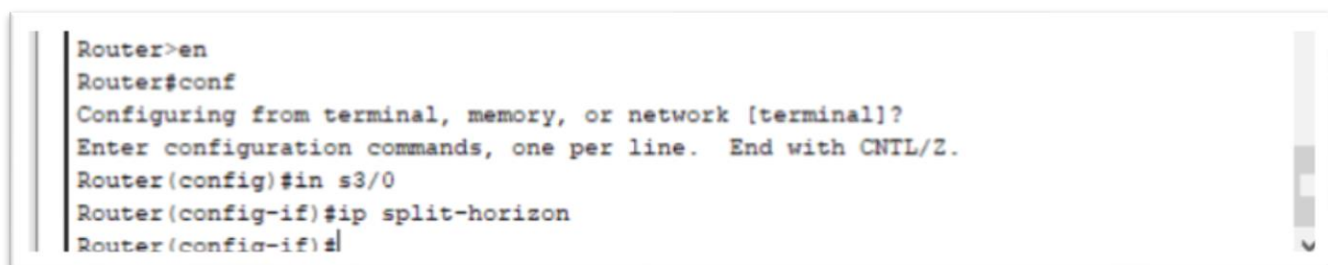 Router>en
Router#conf
Configuring from terminal, memory, or network [terminal]?
Enter configuration commands, one per line.  End with CNTL/Z.
Router(config)#in s3/0
Router(config-if)#ip split-horizon
Router(config-if)#